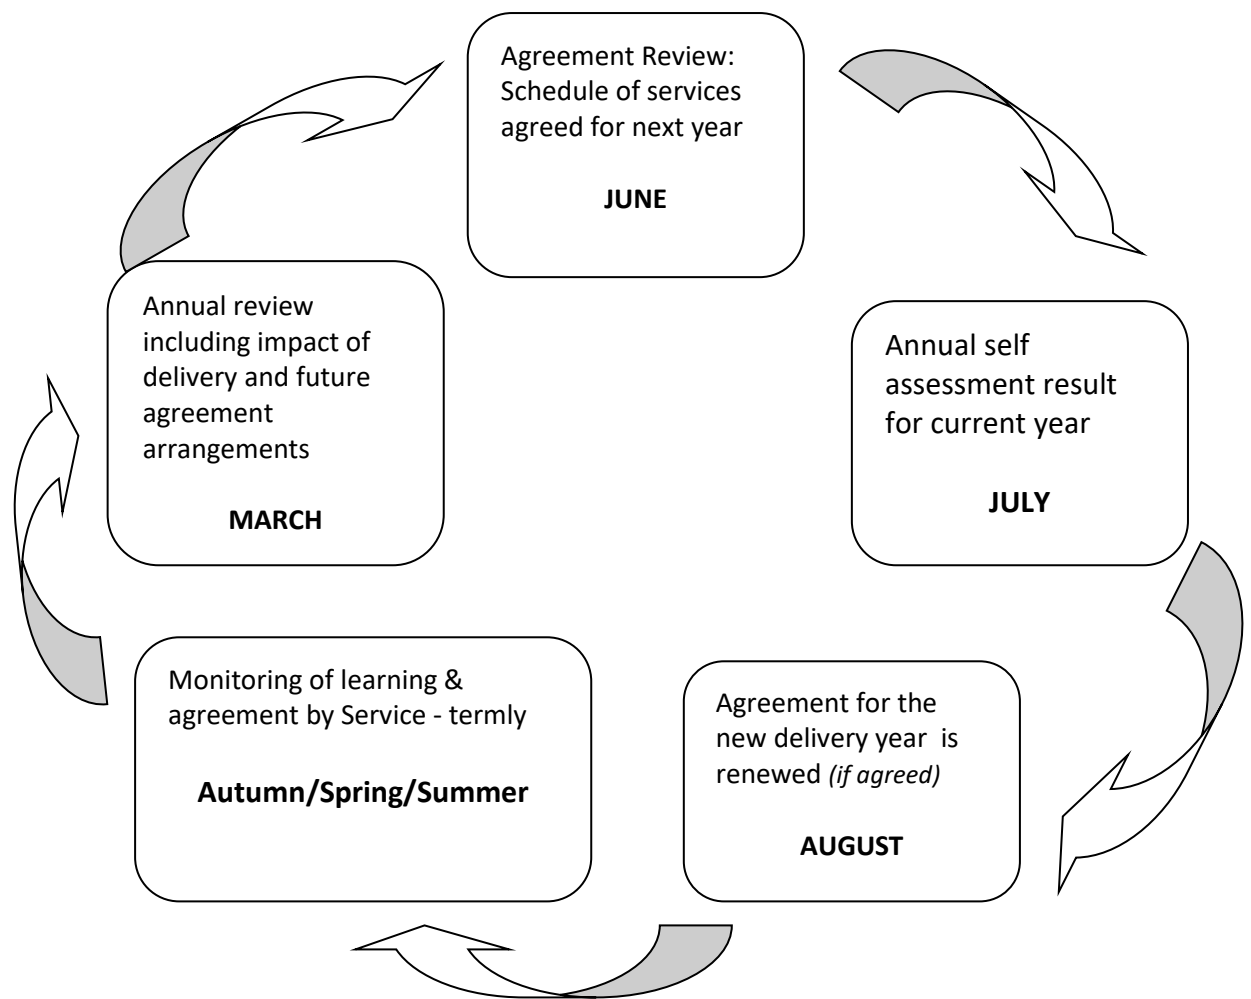 Agreement Review:
Schedule of services
agreed for next year
JUNE
Annual self
assessment result
for current year
JULY
Agreement for the
new delivery year is
renewed (if agreed)
AUGUST
Monitoring of learning &
agreement by Service - termly
Autumn/Spring/Summer
Annual review
including impact of
delivery and future
agreement
arrangements
MARCH